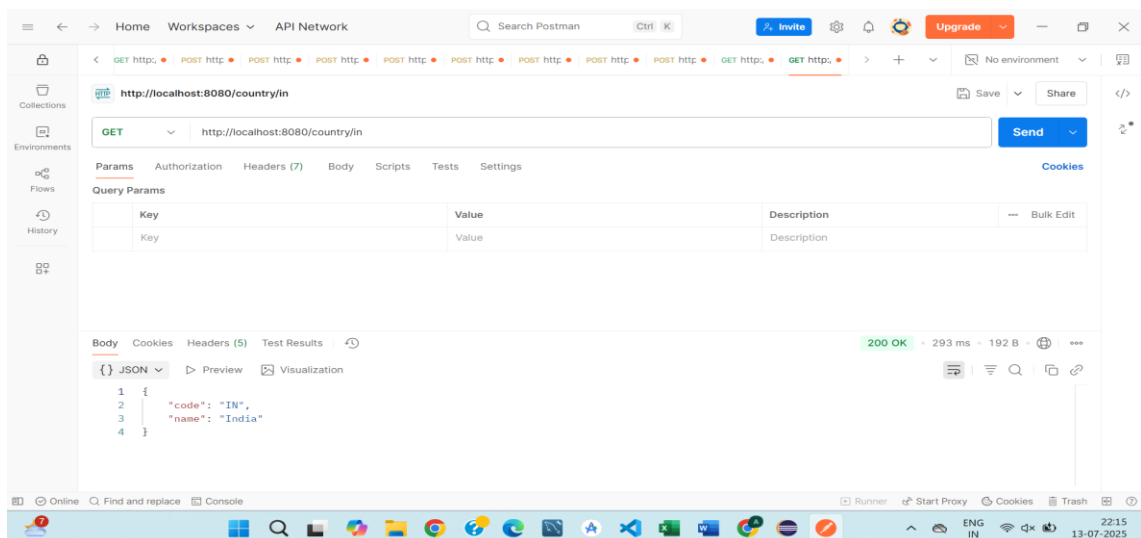 Home Workspaces API Network Search Postman Ctrl K Invite Upgrade
GET http:, POST http POST http POST http POST http POST http POST http POST http POST http GET http:, GET http:, No environment
HTTP http://localhost:8080/country/in Save Share
Collections
GET http://localhost:8080/country/in Send
Environments
Params Authorization Headers (7) Body Scripts Tests Settings Cookies
Flows
Query Params
Key Value Description Bulk Edit
History
Key Value Description
Body Cookies Headers (5) Test Results 200 OK 293 ms 192 B
{} JSON Preview Visualization
1 {
2 "code": "IN",
3 "name": "India"
4 }
Online Find and replace Console Runner Start Proxy Cookies Trash
9 ENG 22:15
IN 13-07-2025